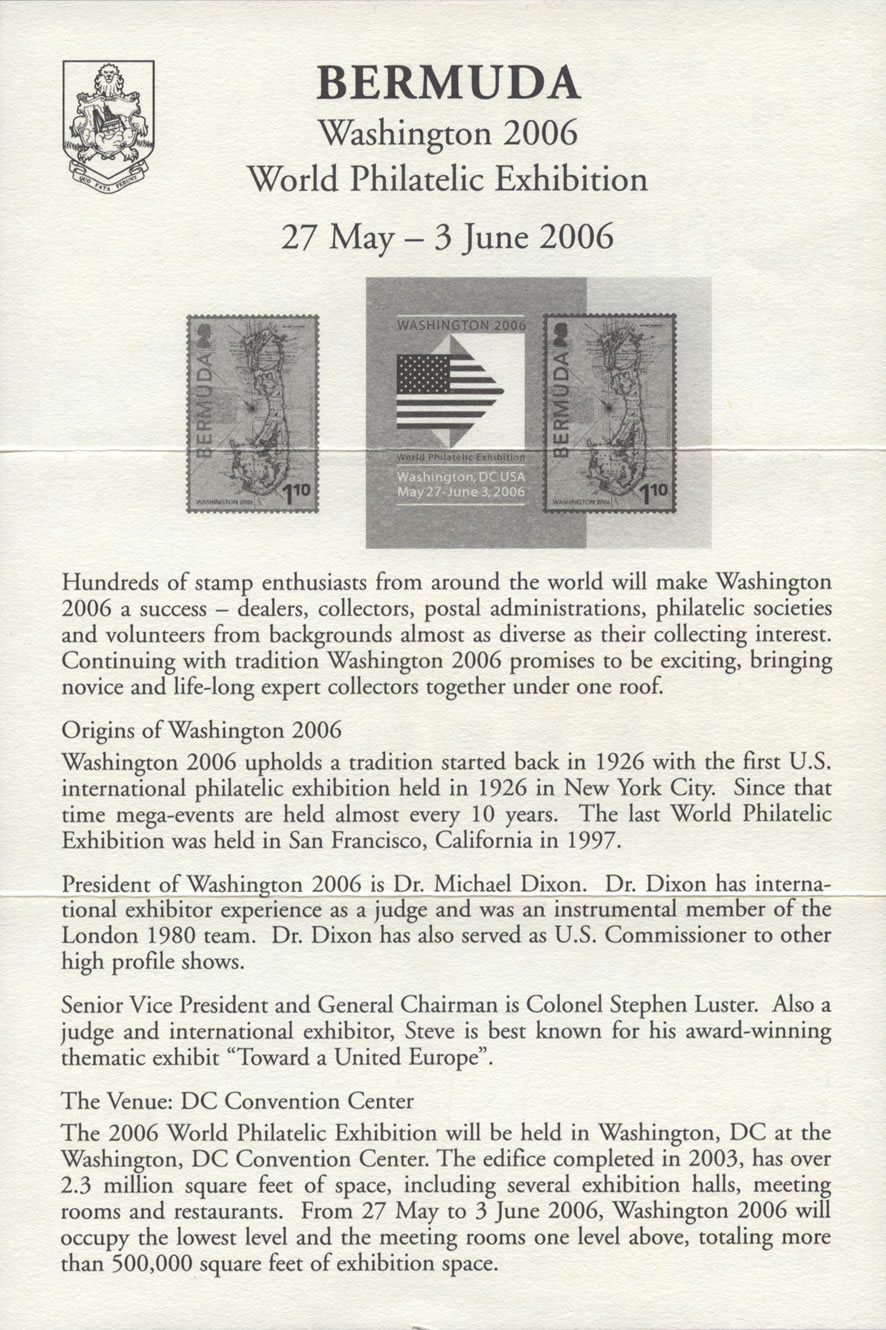 BERMUDA
Washington 2006
World Philatelic Exhibition
27 May – 3 June 2006
QUO FATA FERUNT
BERMUDA
WASHINGTON 2006
1¹⁰
WASHINGTON 2006
World Philatelic Exhibition
Washington, DC USA
May 27-June 3, 2006
BERMUDA
WASHINGTON 2006
1¹⁰
Hundreds of stamp enthusiasts from around the world will make Washington
2006 a success – dealers, collectors, postal administrations, philatelic societies
and volunteers from backgrounds almost as diverse as their collecting interest.
Continuing with tradition Washington 2006 promises to be exciting, bringing
novice and life-long expert collectors together under one roof.
Origins of Washington 2006
Washington 2006 upholds a tradition started back in 1926 with the first U.S.
international philatelic exhibition held in 1926 in New York City. Since that
time mega-events are held almost every 10 years. The last World Philatelic
Exhibition was held in San Francisco, California in 1997.
President of Washington 2006 is Dr. Michael Dixon. Dr. Dixon has interna-
tional exhibitor experience as a judge and was an instrumental member of the
London 1980 team. Dr. Dixon has also served as U.S. Commissioner to other
high profile shows.
Senior Vice President and General Chairman is Colonel Stephen Luster. Also a
judge and international exhibitor, Steve is best known for his award-winning
thematic exhibit “Toward a United Europe”.
The Venue: DC Convention Center
The 2006 World Philatelic Exhibition will be held in Washington, DC at the
Washington, DC Convention Center. The edifice completed in 2003, has over
2.3 million square feet of space, including several exhibition halls, meeting
rooms and restaurants. From 27 May to 3 June 2006, Washington 2006 will
occupy the lowest level and the meeting rooms one level above, totaling more
than 500,000 square feet of exhibition space.